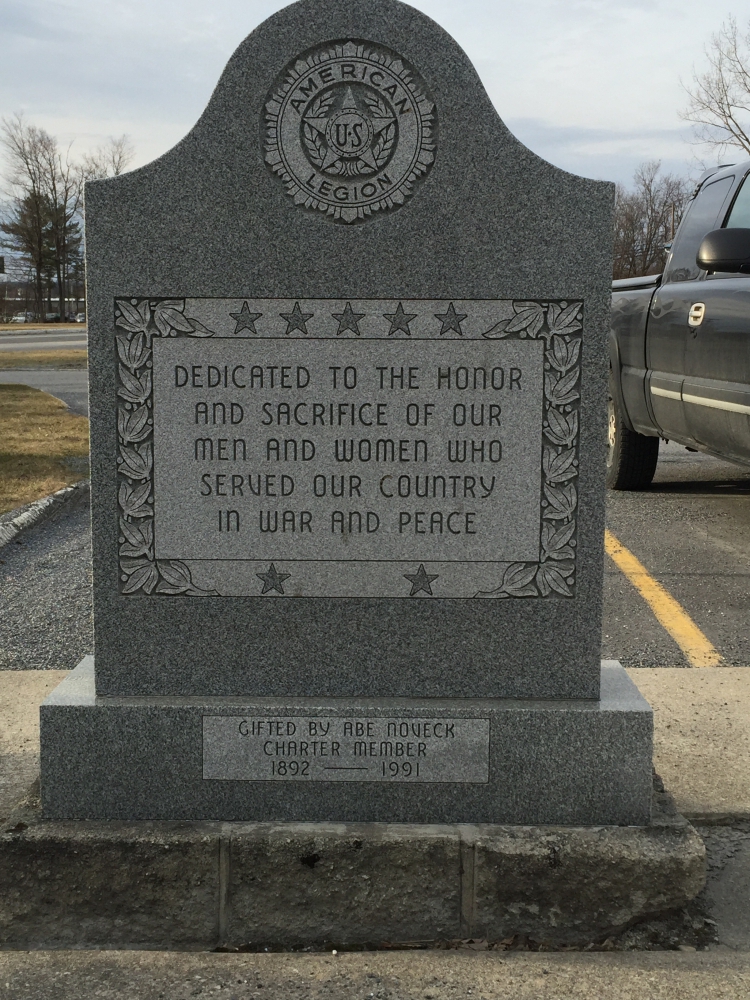 AMERICAN
U.S
LEGION
DEDICATED TO THE HONOR
AND SACRIFICE OF OUR
MEN AND WOMEN WHO
SERVED OUR COUNTRY
IN WAR AND PEACE
GIFTED BY ABE NOVECK
CHARTER MEMBER
1892 — 1991